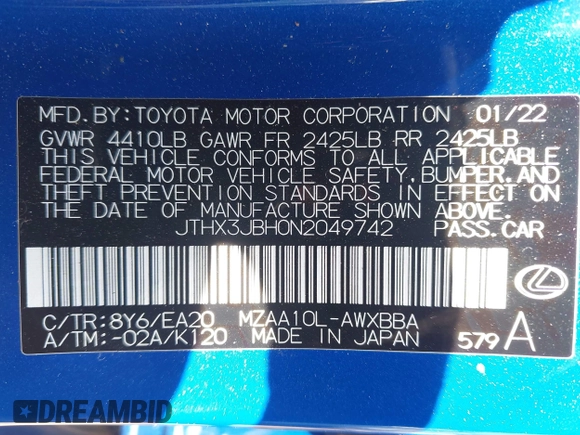 MFD.BY:TOYOTA MOTOR CORPORATION 01/22
GVWR 4410LB GAWR FR 2425LB RR 2425LB
THIS VEHICLE CONFORMS TO ALL APPLICABLE
FEDERAL MOTOR VEHICLE SAFETY,BUMPER,AND
THEFT PREVENTION STANDARDS IN EFFECT ON
THE DATE OF MANUFACTURE SHOWN ABOVE.
JTHX3JBH0N2049742 PASS.CAR
C/TR:8Y6/EA20 MZAA10L-AWXBBA
A/TM:-02A/K120 MADE IN JAPAN 579 A
DREAMBID